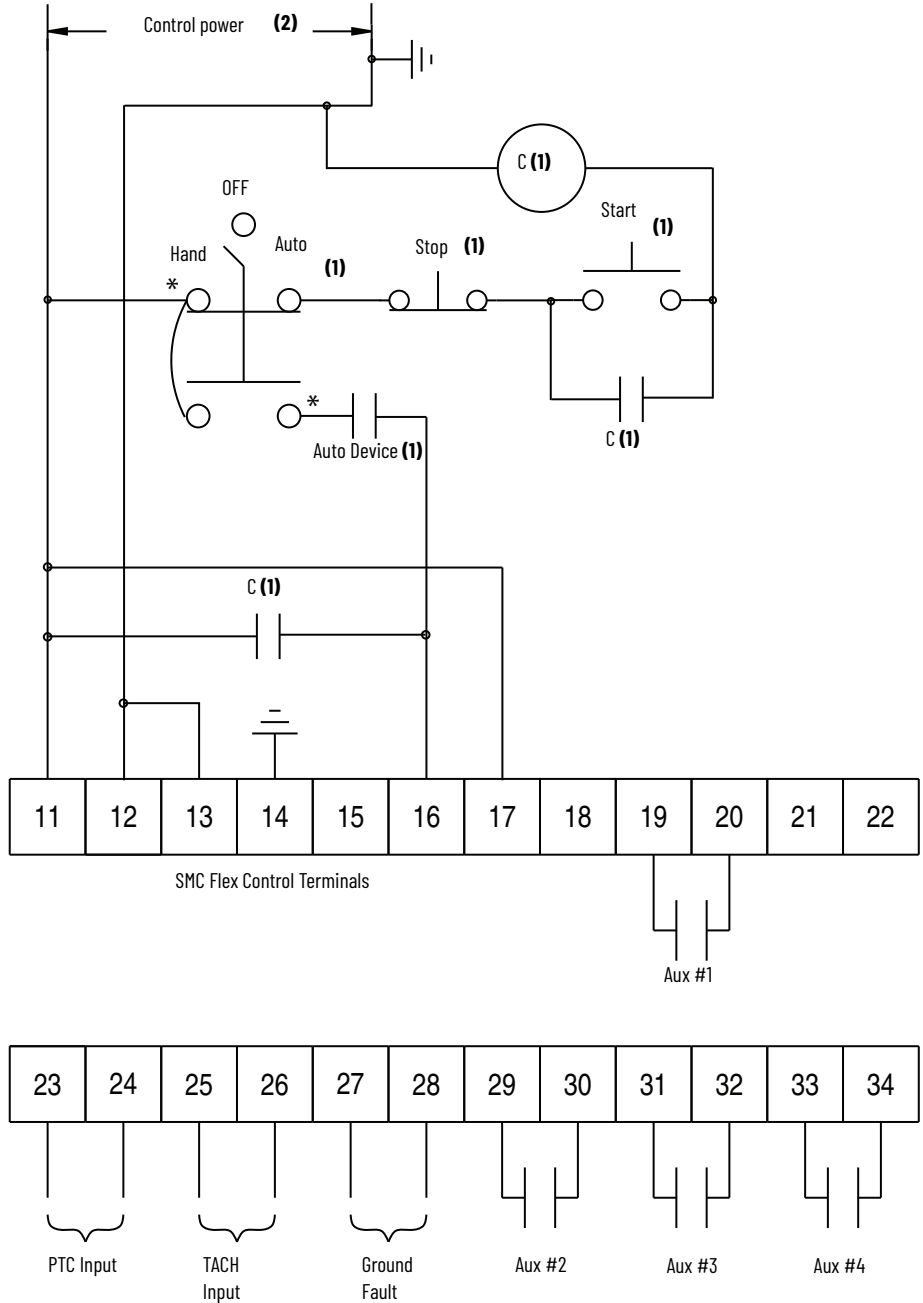 Control power (2)
C (1)
OFF
Start
(1)
Hand
Auto
(1)
Stop (1)
*
*
Auto Device (1)
C (1)
C (1)
11 12 13 14 15 16 17 18 19 20 21 22
SMC Flex Control Terminals
Aux #1
23 24 25 26 27 28 29 30 31 32 33 34
PTC Input
TACH
Input
Ground
Fault
Aux #2
Aux #3
Aux #4